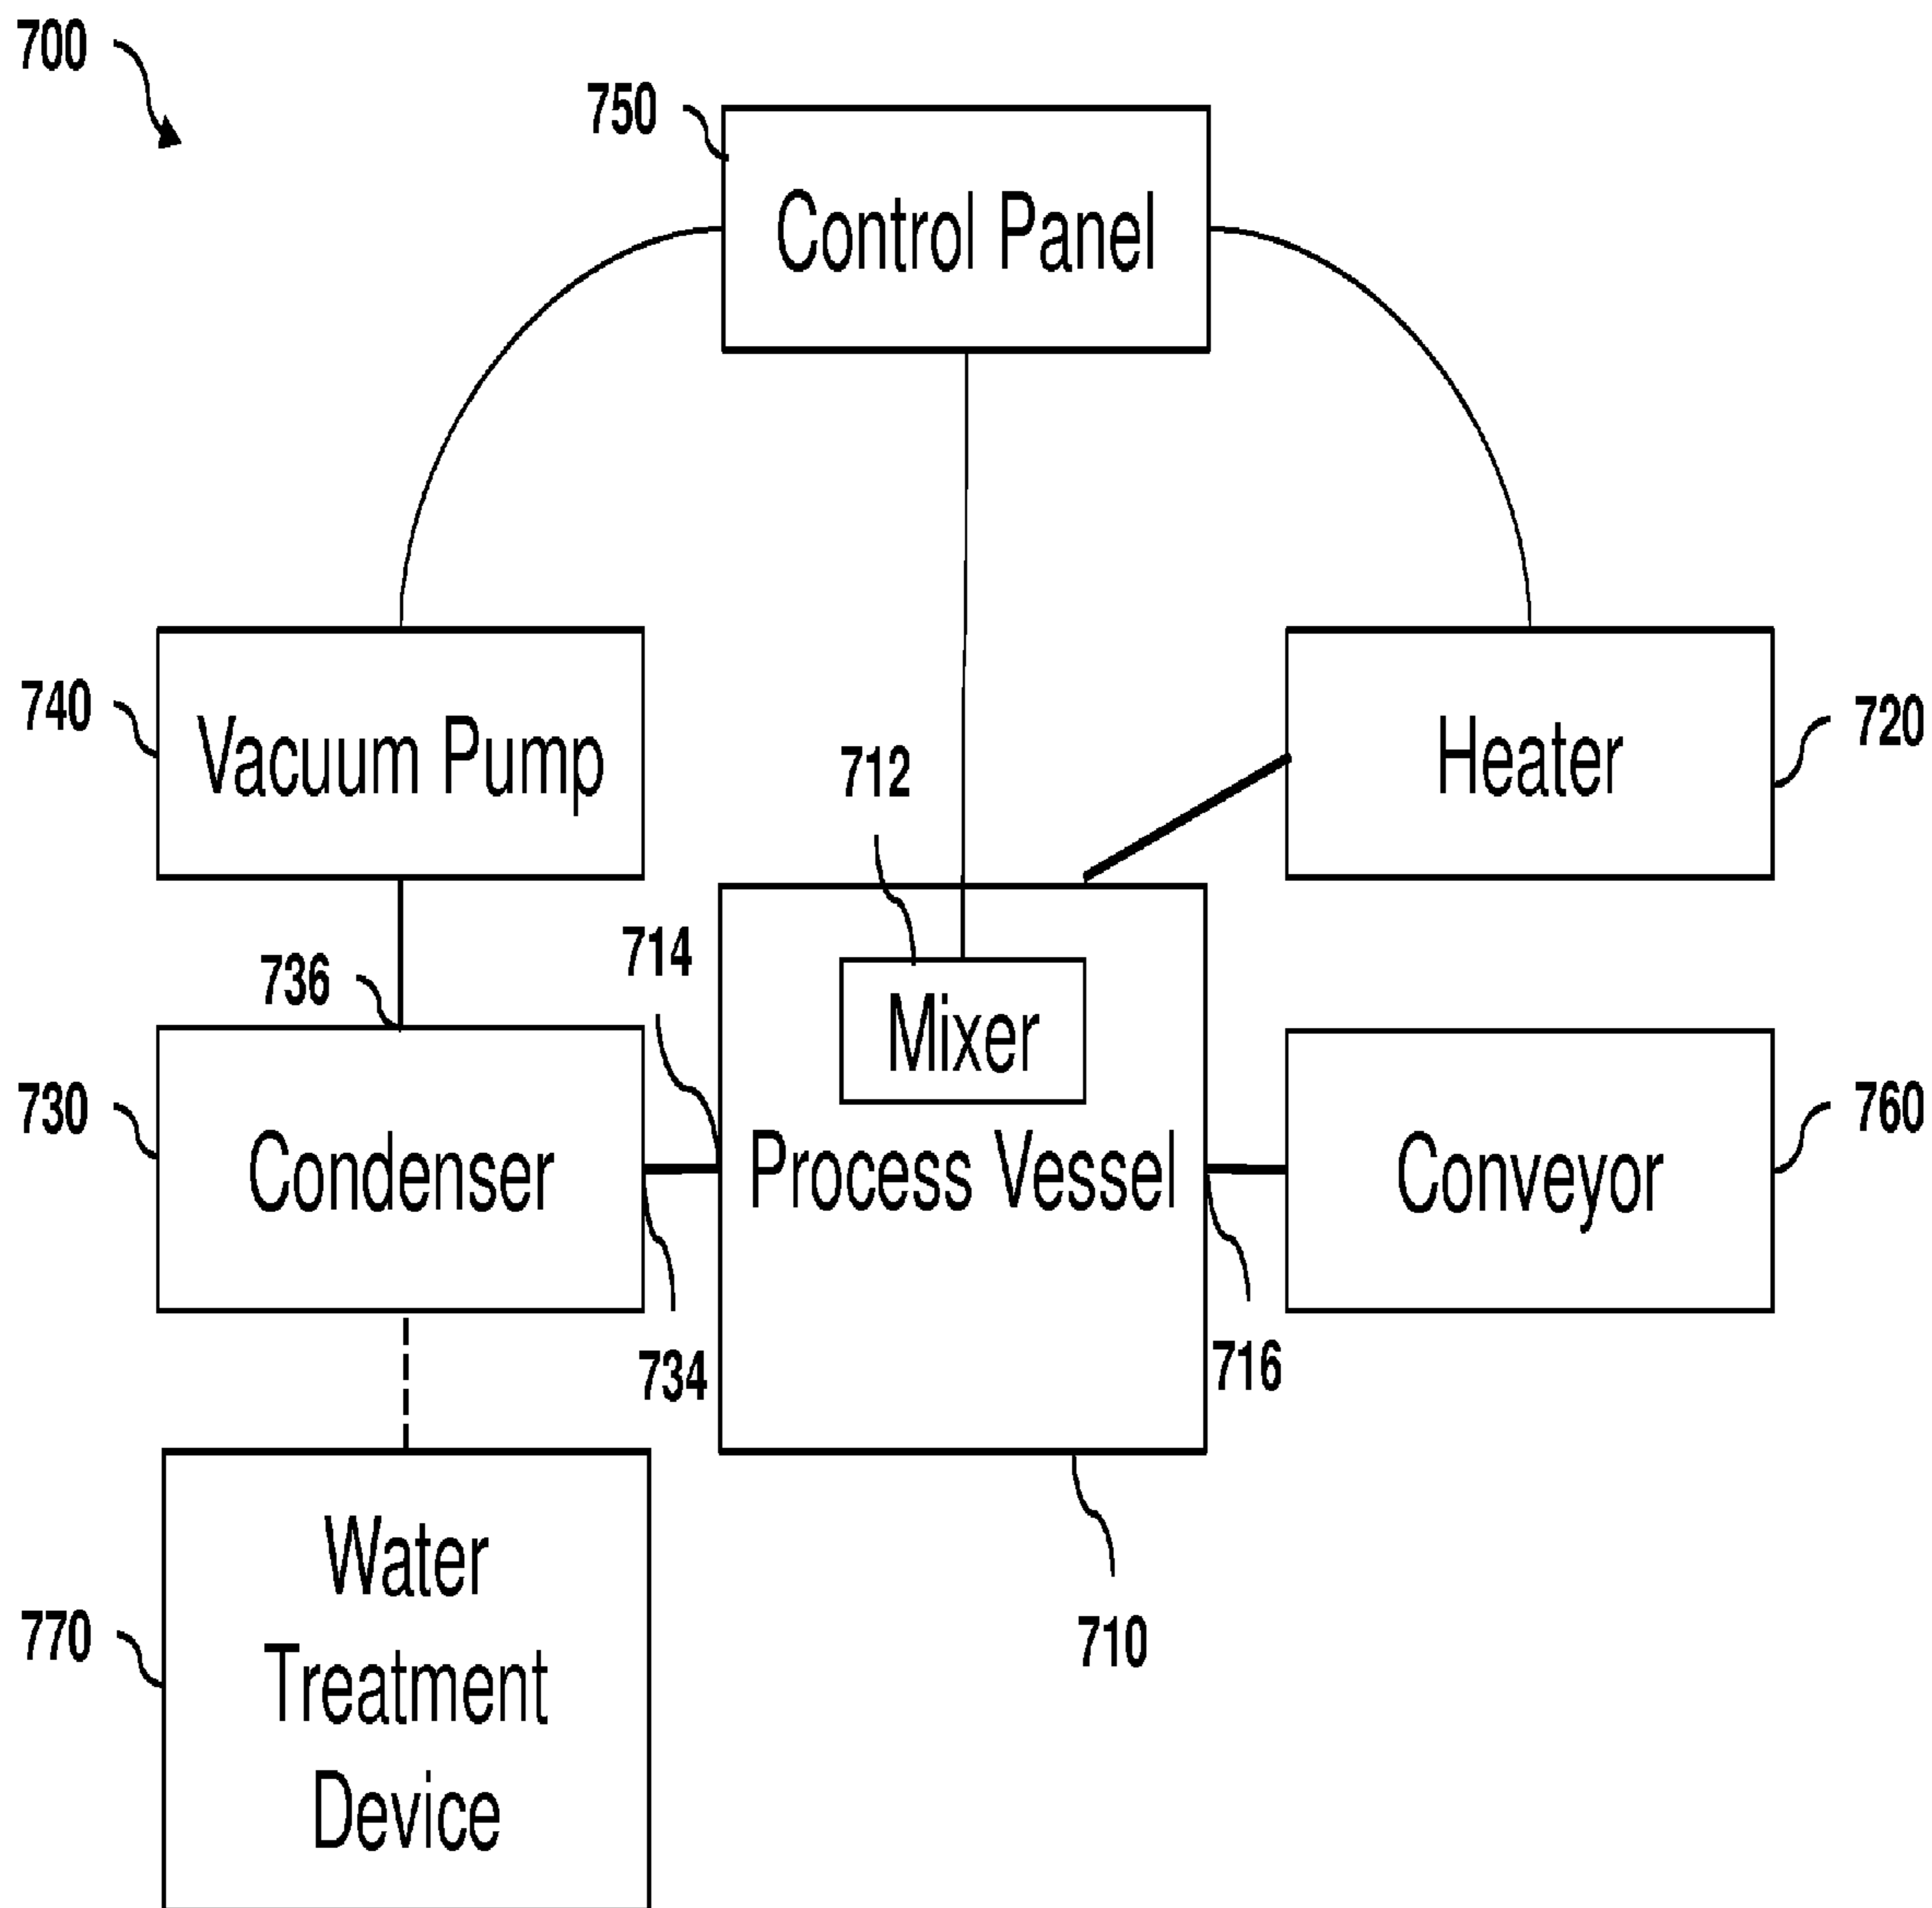 700
750
Control Panel
740
Vacuum Pump
712
Heater
720
714
736
Mixer
730
Condenser
Process Vessel
Conveyor
760
734
716
Water
Treatment
Device
770
710